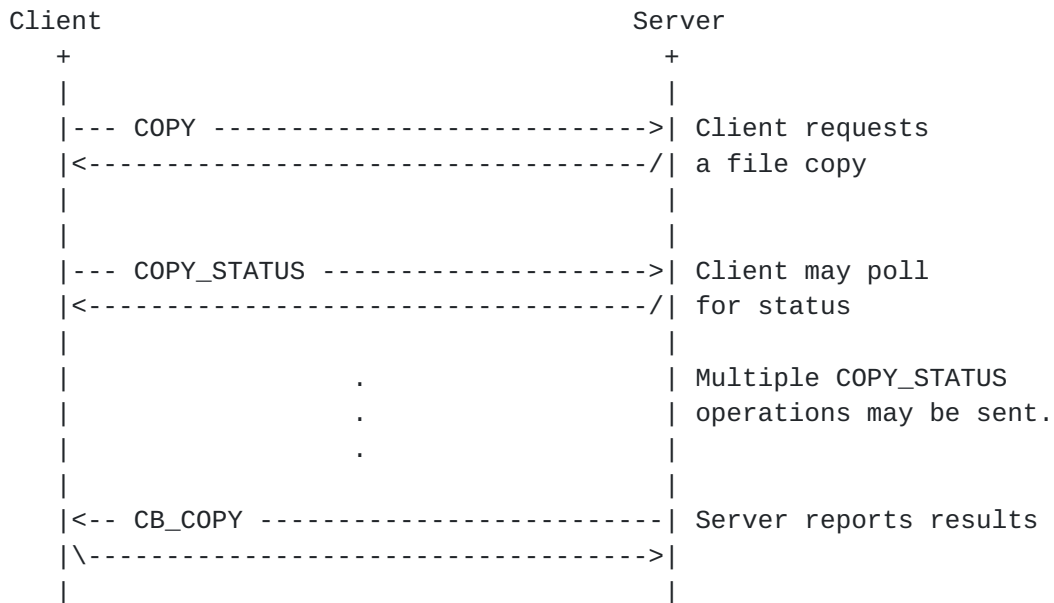 Client                                  Server
   +                                      +
   |                                      |
   |--- COPY ---------------------------->| Client requests
   |<------------------------------------/| a file copy
   |                                      |
   |                                      |
   |--- COPY_STATUS --------------------->| Client may poll
   |<------------------------------------/| for status
   |                                      |
   |                  .                   | Multiple COPY_STATUS
   |                  .                   | operations may be sent.
   |                  .                   |
   |                                      |
   |<-- CB_COPY --------------------------| Server reports results
   |\------------------------------------>|
   |                                      |